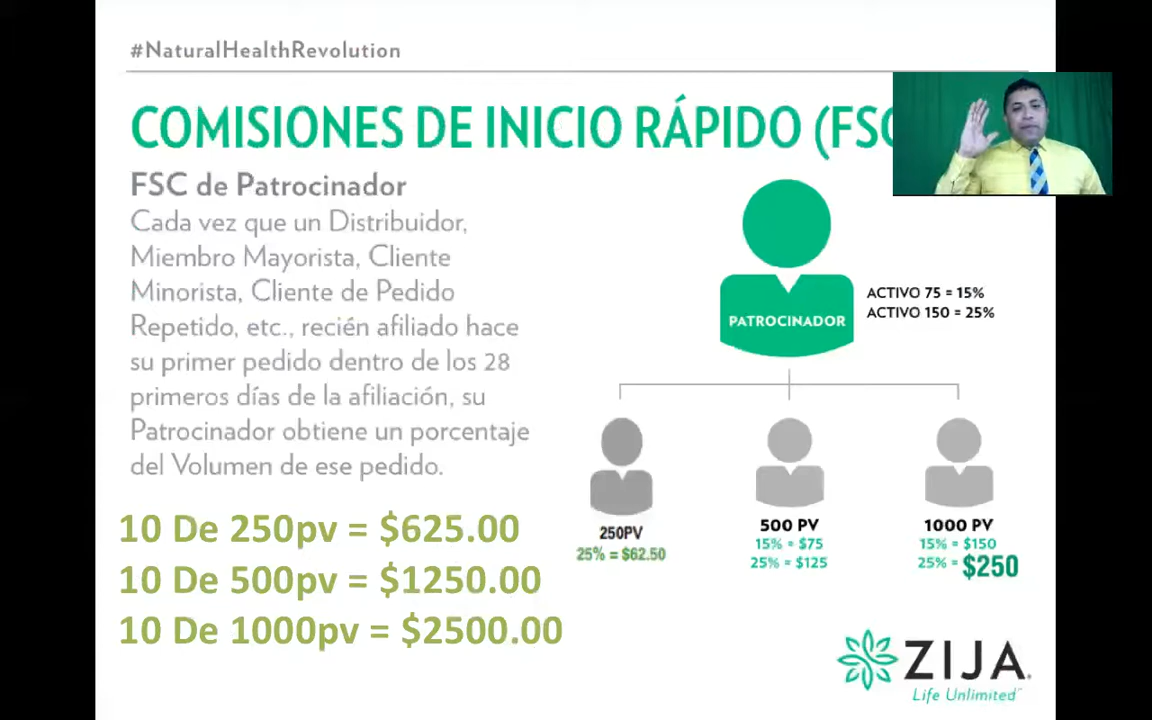 #NaturalHealthRevolution
COMISIONES DE INICIO RÁPIDO (FSC
FSC de Patrocinador
Cada vez que un Distribuidor,
Miembro Mayorista, Cliente
Minorista, Cliente de Pedido
Repetido, etc., recién afiliado hace
su primer pedido dentro de los 28
primeros días de la afiliación, su
Patrocinador obtiene un porcentaje
del Volumen de ese pedido.
10 De 250pv = $625.00
10 De 500pv = $1250.00
10 De 1000pv = $2500.00
PATROCINADOR
ACTIVO 75 = 15%
ACTIVO 150 = 25%
250PV
25% = $62.50
500 PV
15% = $75
25% = $125
1000 PV
15% = $150
25% = $250
ZIJA
Life Unlimited™